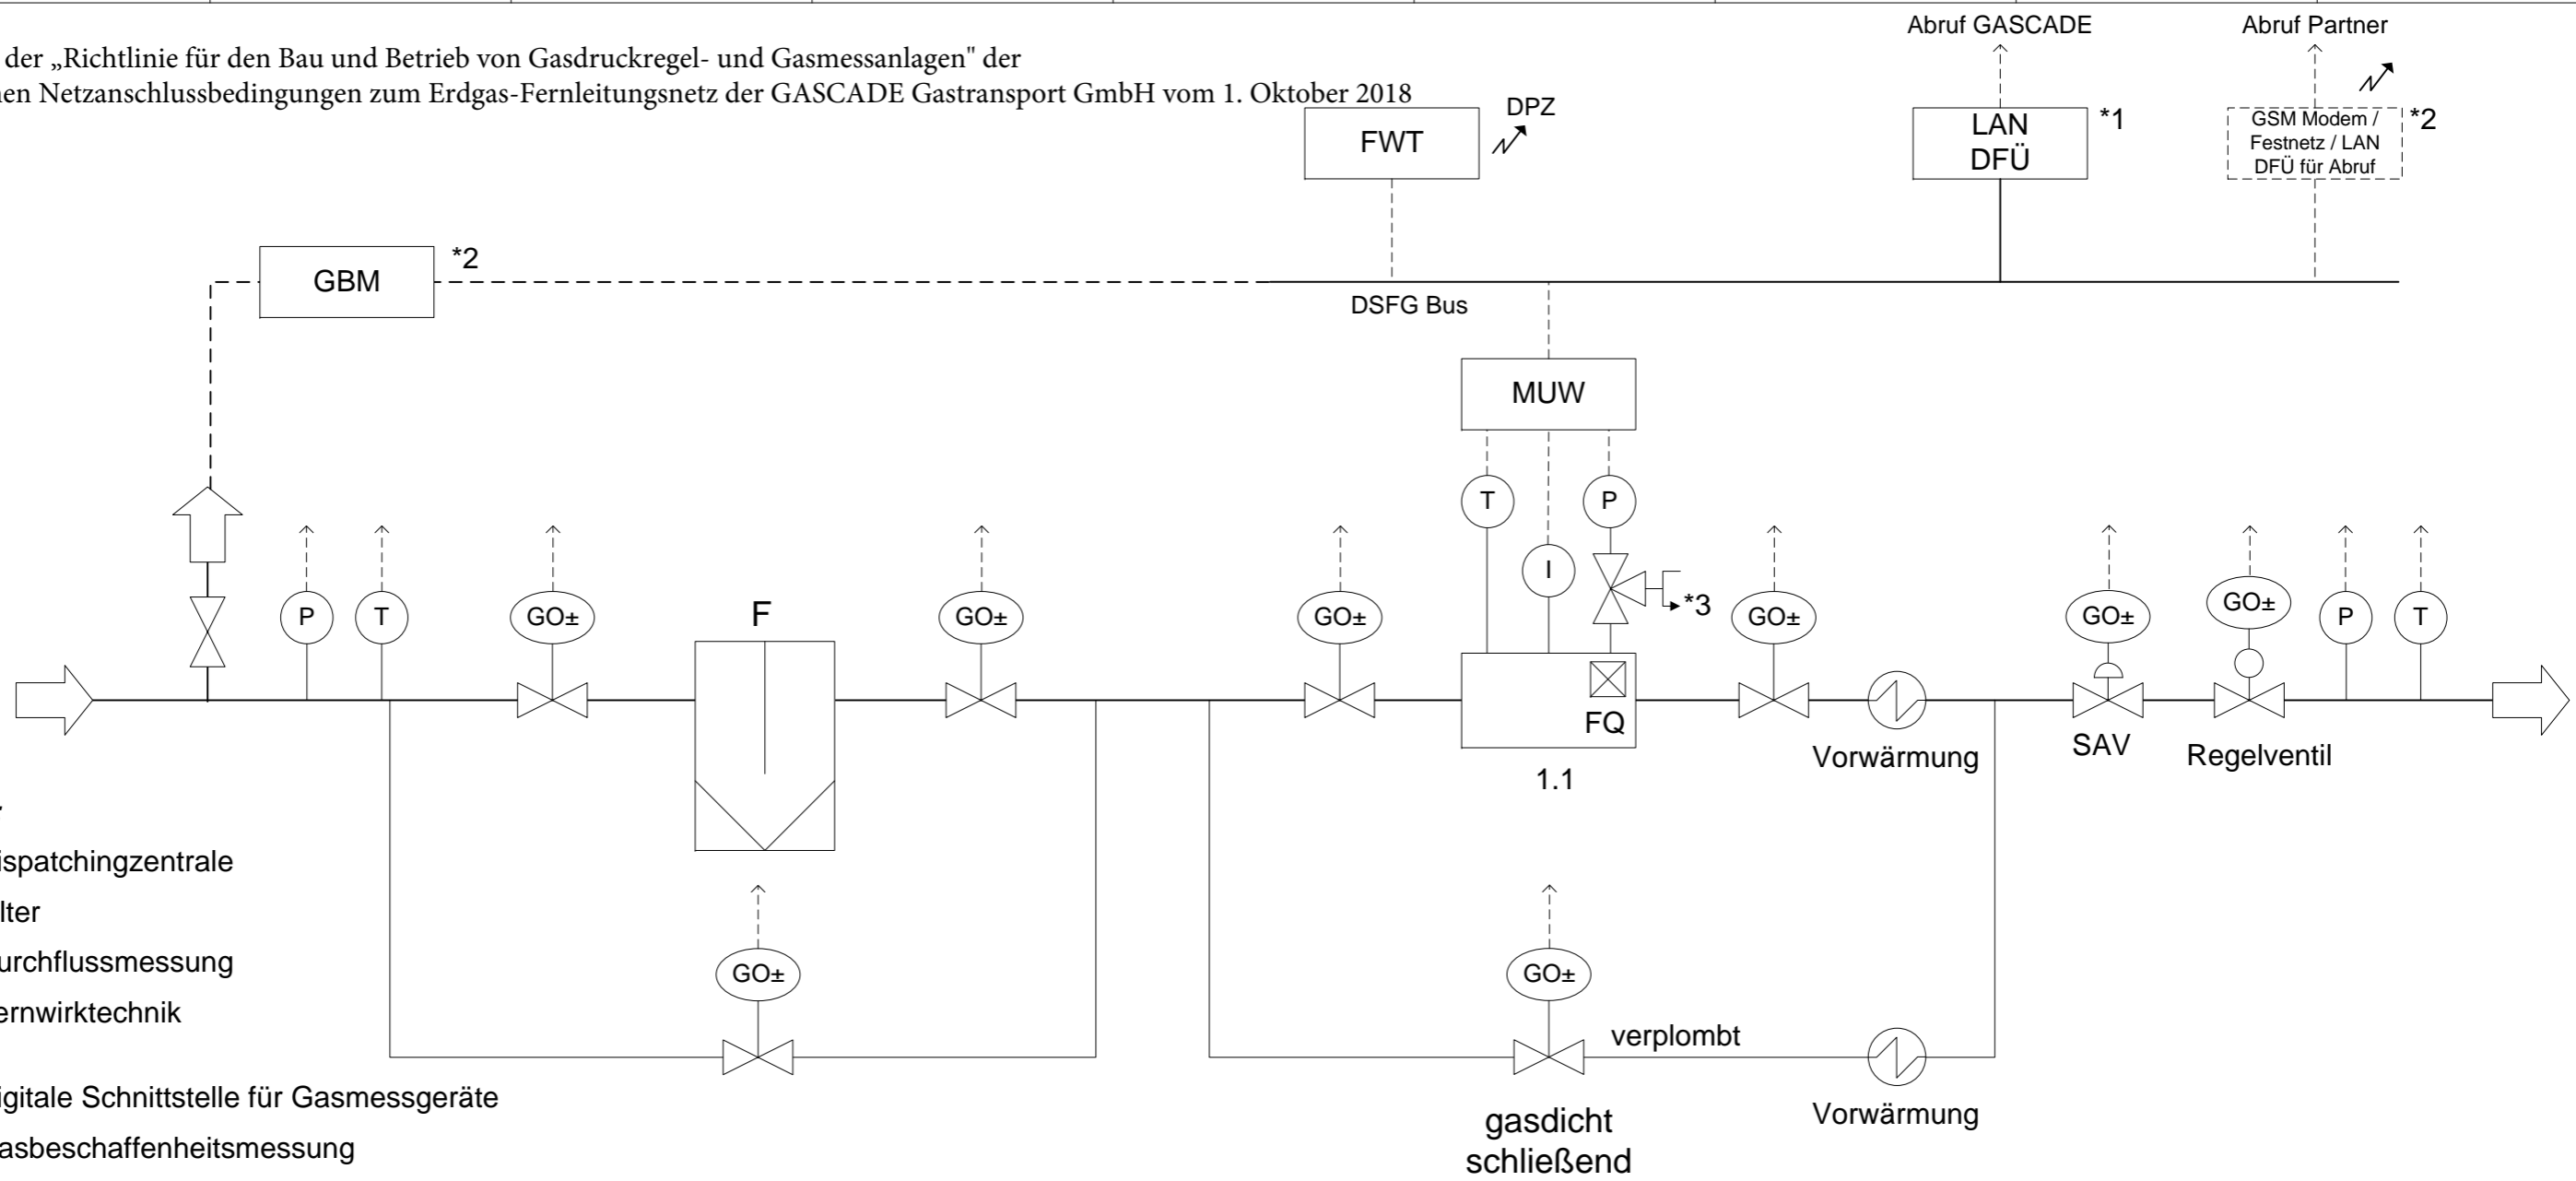 Abruf GASCADE
Abruf Partner
der „Richtlinie für den Bau und Betrieb von Gasdruckregel- und Gasmessanlagen" der
en Netzanschlussbedingungen zum Erdgas-Fernleitungsnetz der GASCADE Gastransport GmbH vom 1. Oktober 2018
FWT
DPZ
LAN
DFÜ
*1
GSM Modem /
Festnetz / LAN
DFÜ für Abruf
*2
GBM
*2
DSFG Bus
MUW
T
P
I
*3
P
T
GO±
F
GO±
GO±
GO±
GO±
GO±
P
T
FQ
1.1
Vorwärmung
SAV
Regelventil
ispatchingzentrale
lter
urchflussmessung
ernwirktechnik
igitale Schnittstelle für Gasmessgeräte
asbeschaffenheitsmessung
GO±
GO±
verplombt
gasdicht
schließend
Vorwärmung